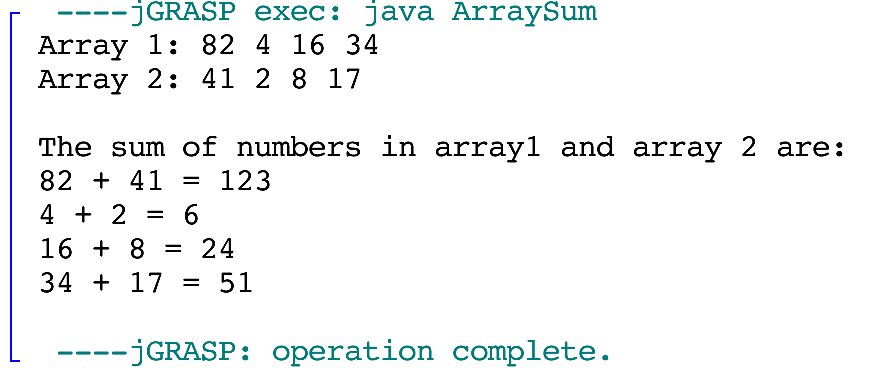 ----jGRASP exec: java ArraySum
Array 1: 82 4 16 34
Array 2: 41 2 8 17
The sum of numbers in array1 and array 2 are:
82 + 41 = 123
4 + 2 = 6
16 + 8 = 24
34 + 17 = 51
----jGRASP: operation complete.